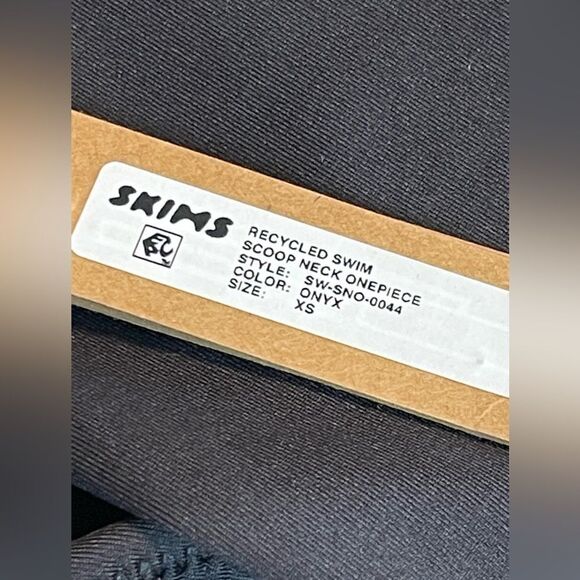 SKIMS
RECYCLED SWIM
SCOOP NECK ONEPIECE
STYLE: SW-SNO-0044
COLOR: ONYX
SIZE: XS